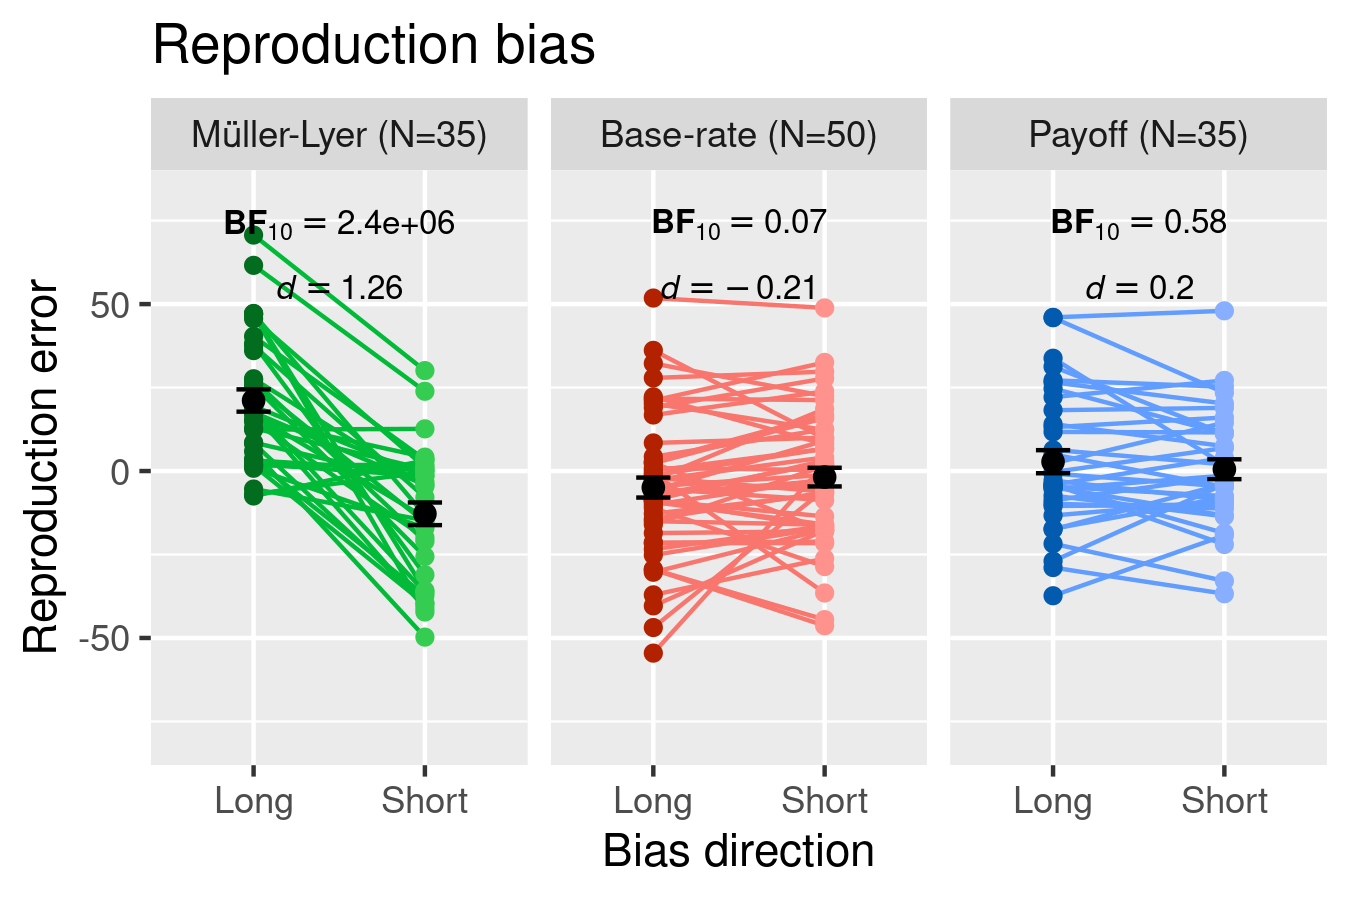 Reproduction bias
Müller-Lyer (N=35)
Base-rate (N=50)
Payoff (N=35)
BF₁₀ = 2.4e+06
d = 1.26
BF₁₀ = 0.07
d = −0.21
BF₁₀ = 0.58
d = 0.2
Reproduction error
50
0
-50
Long
Short
Long
Short
Long
Short
Bias direction